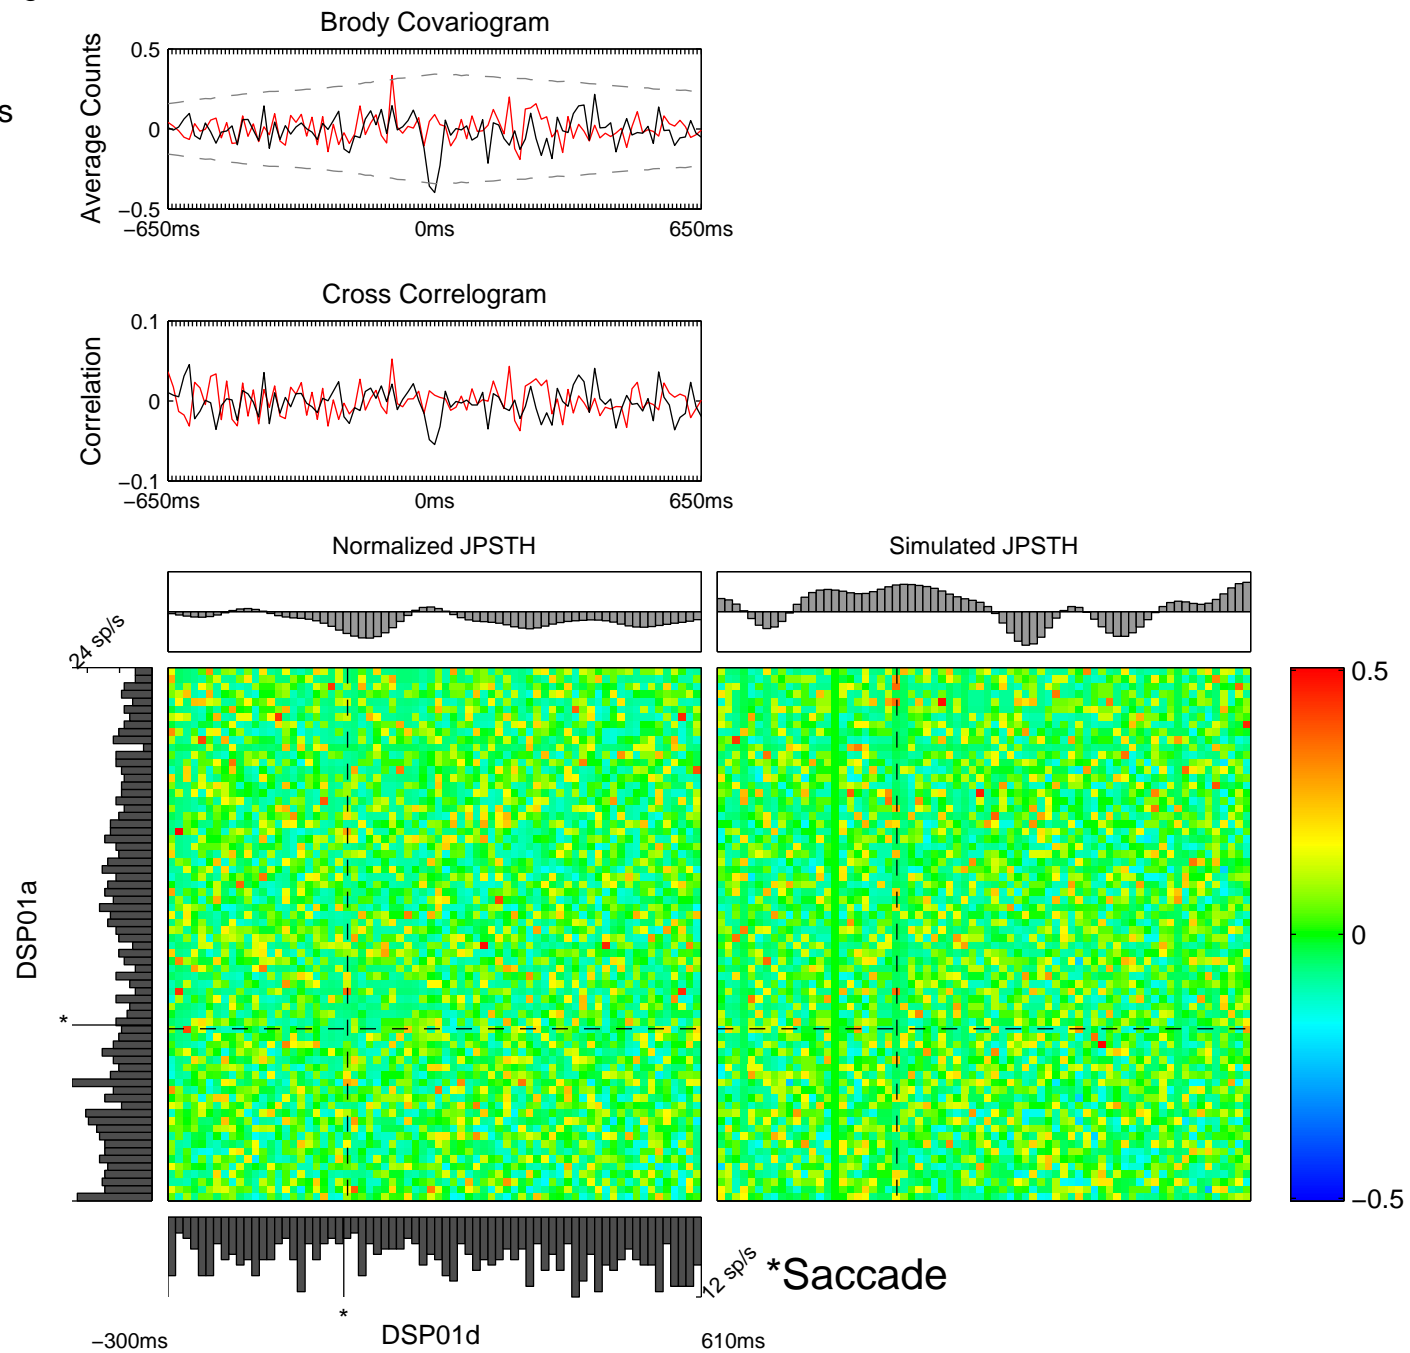 Brody Covariogram
Average Counts
0.5
0
−0.5
−650ms 0ms 650ms
s
Cross Correlogram
Correlation
0.1
0
−0.1
−650ms 0ms 650ms
Normalized JPSTH
Simulated JPSTH
24 sp/s
DSP01a
*
0.5
0
−0.5
12 sp/s
*Saccade
*
−300ms DSP01d 610ms